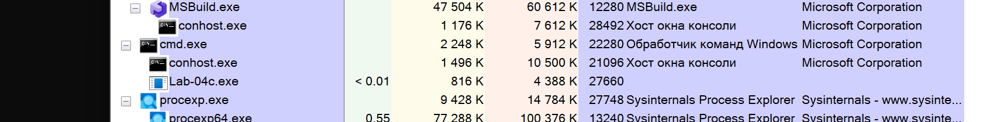 MSBuild.exe 47 504 K 60 612 K 12280 MSBuild.exe Microsoft Corporation
conhost.exe 1 176 K 7 612 K 28492 Хост окна консоли Microsoft Corporation
cmd.exe 2 248 K 5 912 K 22280 Обработчик команд Windows Microsoft Corporation
conhost.exe 1 496 K 10 500 K 21096 Хост окна консоли Microsoft Corporation
Lab-04c.exe < 0.01 816 K 4 388 K 27660
procexp.exe 9 428 K 14 784 K 27748 Sysinternals Process Explorer Sysinternals - www.sysinte...
procexp64.exe 0.55 77 288 K 100 376 K 13240 Sysinternals Process Explorer Sysinternals - www.sysinte...